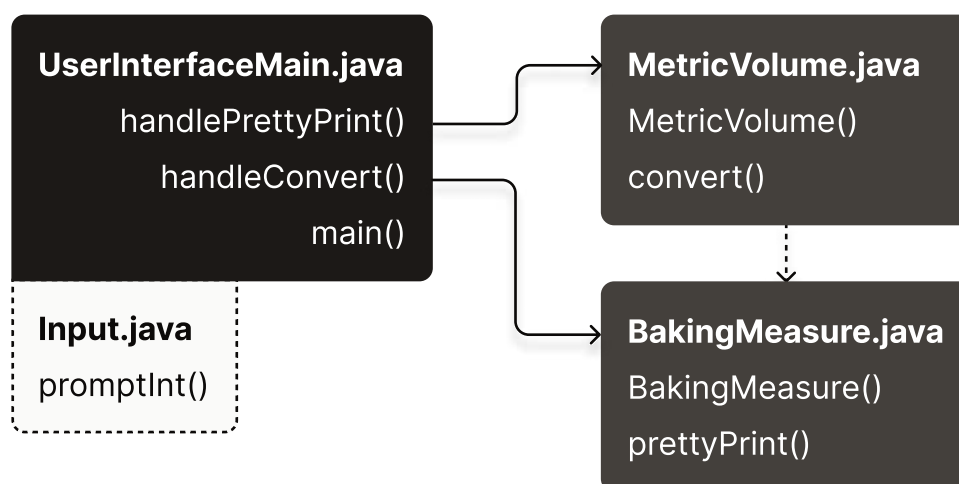 UserInterfaceMain.java
handlePrettyPrint()
handleConvert()
main()
Input.java
promptInt()
MetricVolume.java
MetricVolume()
convert()
BakingMeasure.java
BakingMeasure()
prettyPrint()